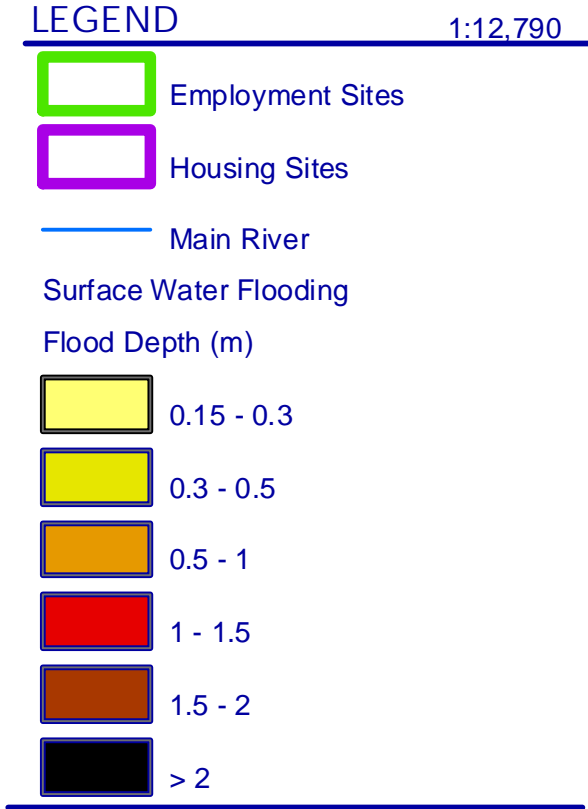 LEGEND 1:12,790
Employment Sites
Housing Sites
Main River
Surface Water Flooding
Flood Depth (m)
0.15 - 0.3
0.3 - 0.5
0.5 - 1
1 - 1.5
1.5 - 2
> 2